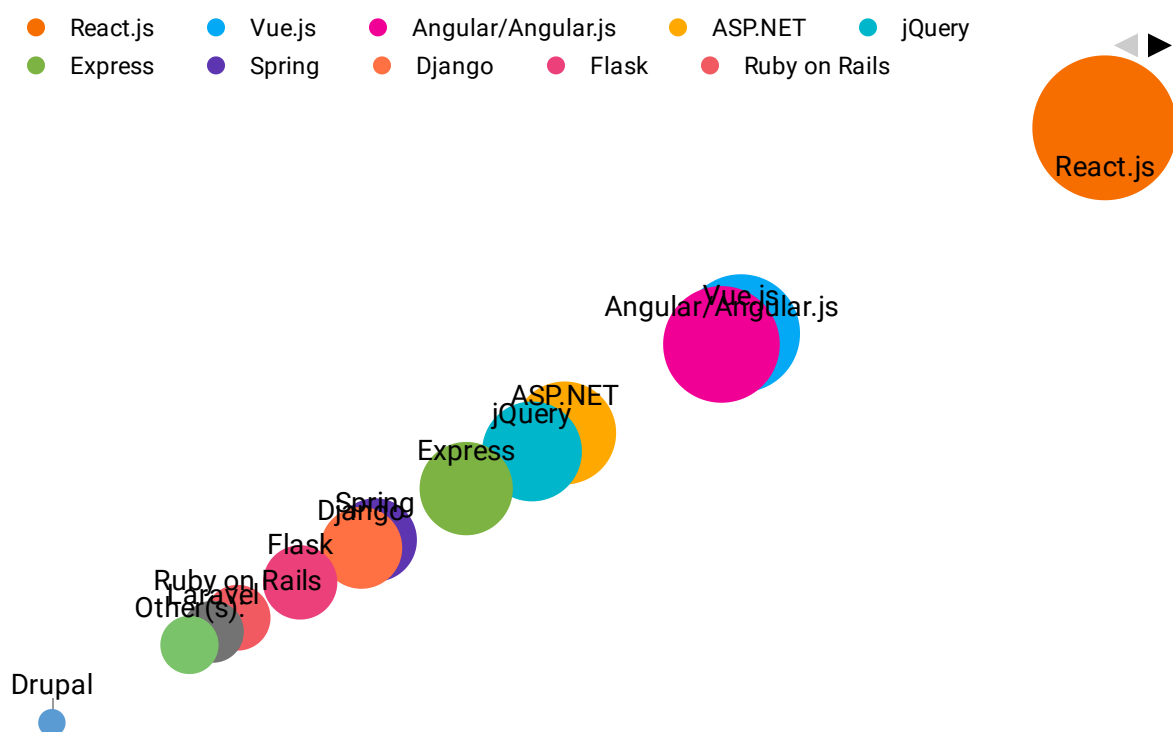 React.js Vue.js Angular/Angular.js ASP.NET jQuery
Express Spring Django Flask Ruby on Rails
React.js
Vue.js
Angular/Angular.js
ASP.NET
jQuery
Express
Spring
Django
Flask
Ruby on Rails
Laravel
Other(s):
Drupal